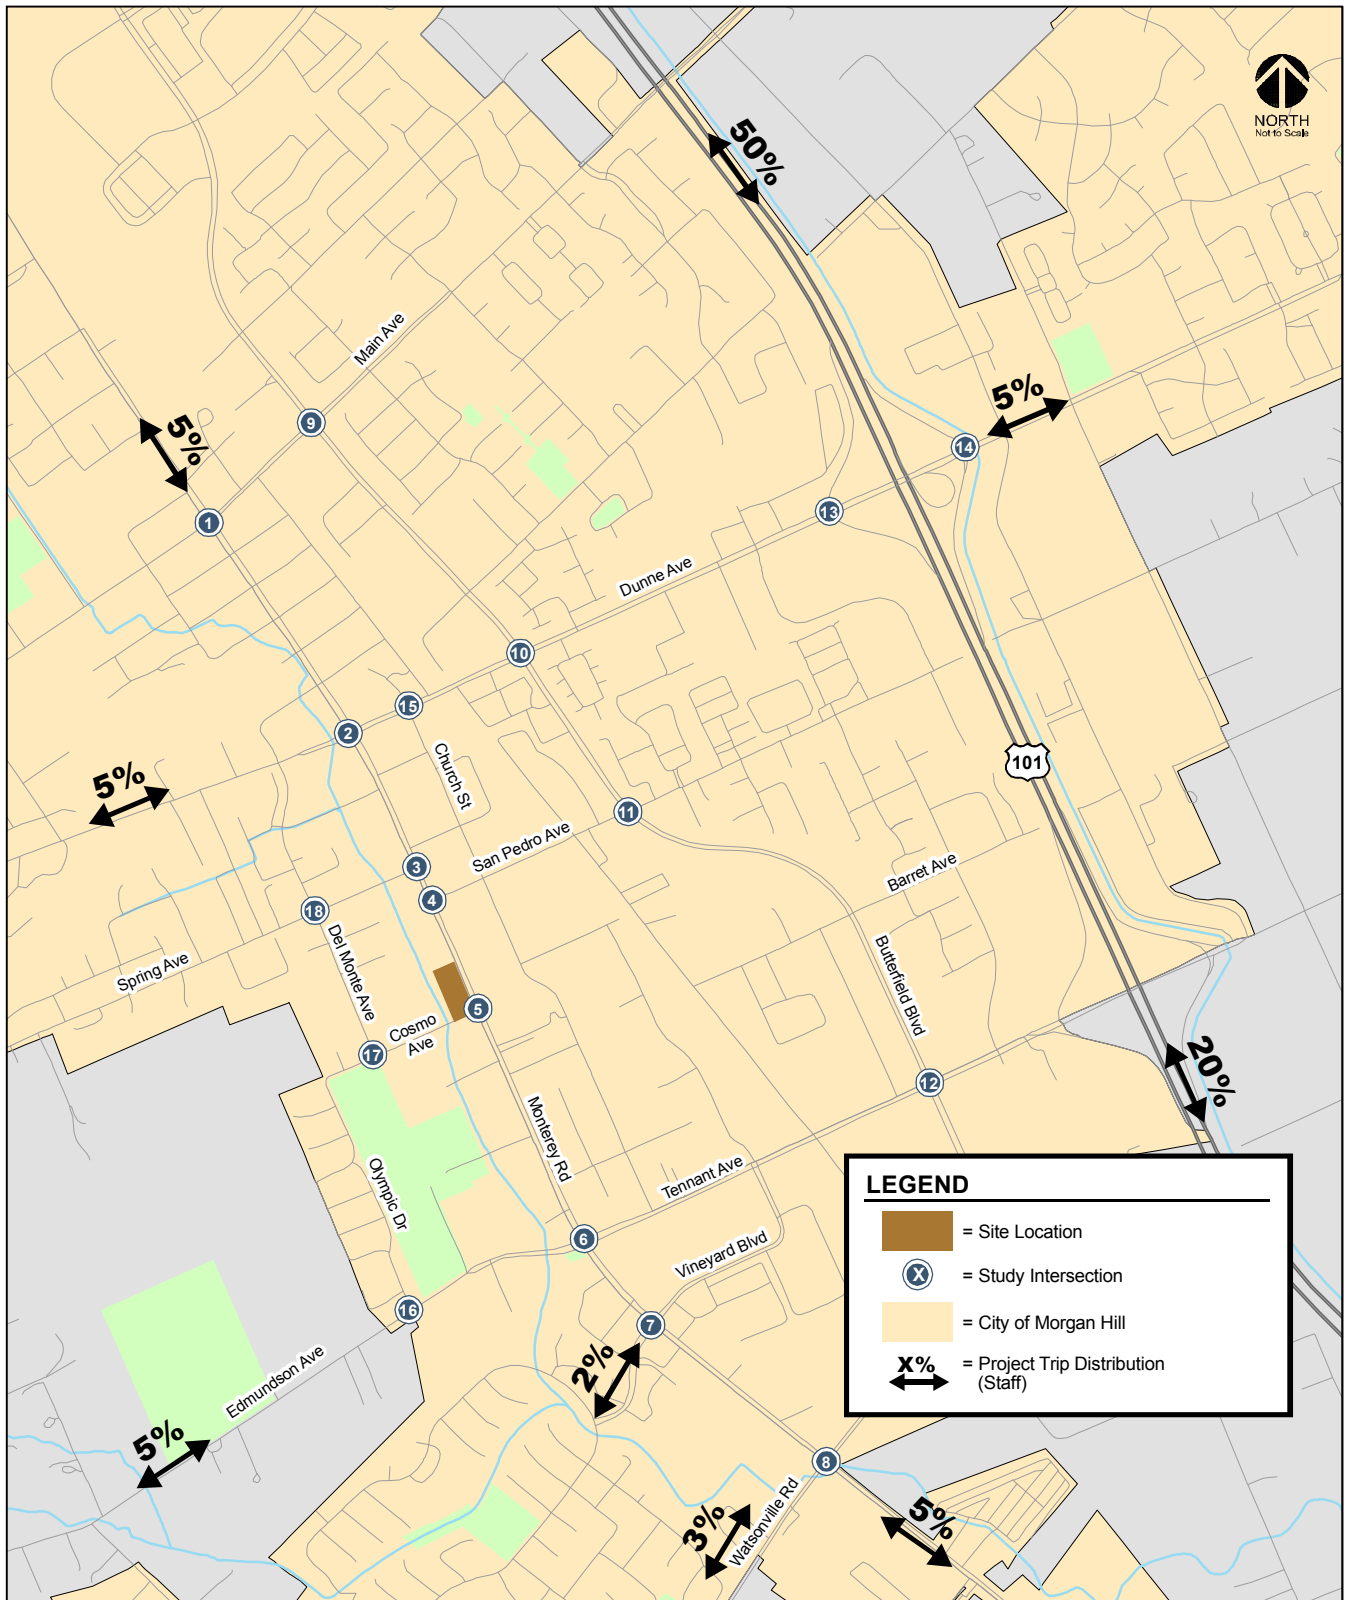 50%
NORTH
Not to Scale
Main Ave
5%
5%
9
14
1
13
Dunne Ave
10
15
2
Church St
101
5%
11
San Pedro Ave
3
Barret Ave
4
18
Del Monte Ave
Butterfield Blvd
Spring Ave
5
Cosmo
Ave
17
20%
12
Monterey Rd
Olympic Dr
Tennant Ave
6
Vineyard Blvd
16
7
2%
Edmundson Ave
5%
8
Watsonville Rd
3%
5%
LEGEND
= Site Location
X = Study Intersection
= City of Morgan Hill
X% = Project Trip Distribution
(Staff)